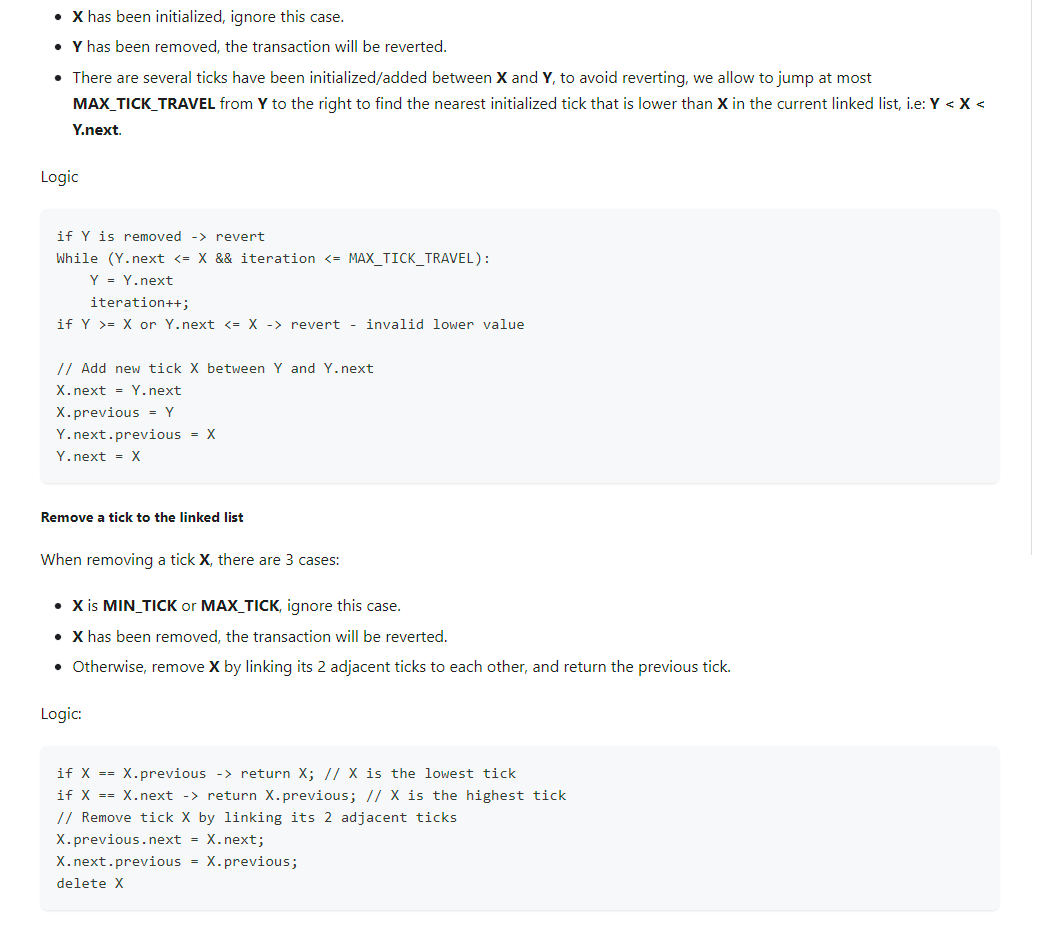 • X has been initialized, ignore this case.
• Y has been removed, the transaction will be reverted.
• There are several ticks have been initialized/added between X and Y, to avoid reverting, we allow to jump at most
MAX_TICK_TRAVEL from Y to the right to find the nearest initialized tick that is lower than X in the current linked list, i.e: Y < X <
Y.next.
Logic
if Y is removed -> revert
While (Y.next <= X && iteration <= MAX_TICK_TRAVEL):
    Y = Y.next
    iteration++;
if Y >= X or Y.next <= X -> revert - invalid lower value
// Add new tick X between Y and Y.next
X.next = Y.next
X.previous = Y
Y.next.previous = X
Y.next = X
Remove a tick to the linked list
When removing a tick X, there are 3 cases:
• X is MIN_TICK or MAX_TICK, ignore this case.
• X has been removed, the transaction will be reverted.
• Otherwise, remove X by linking its 2 adjacent ticks to each other, and return the previous tick.
Logic:
if X == X.previous -> return X; // X is the lowest tick
if X == X.next -> return X.previous; // X is the highest tick
// Remove tick X by linking its 2 adjacent ticks
X.previous.next = X.next;
X.next.previous = X.previous;
delete X